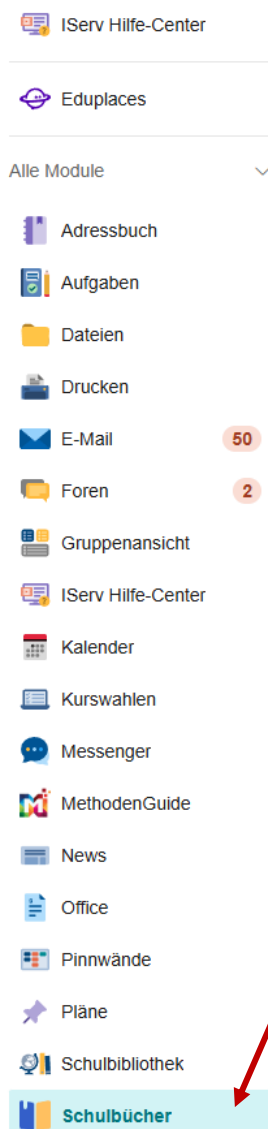 IServ Hilfe-Center
Eduplaces
Alle Module
Adressbuch
Aufgaben
Dateien
Drucken
E-Mail 50
Foren 2
Gruppenansicht
IServ Hilfe-Center
Kalender
Kurswahlen
Messenger
MethodenGuide
News
Office
Pinnwände
Pläne
Schulbibliothek
Schulbücher